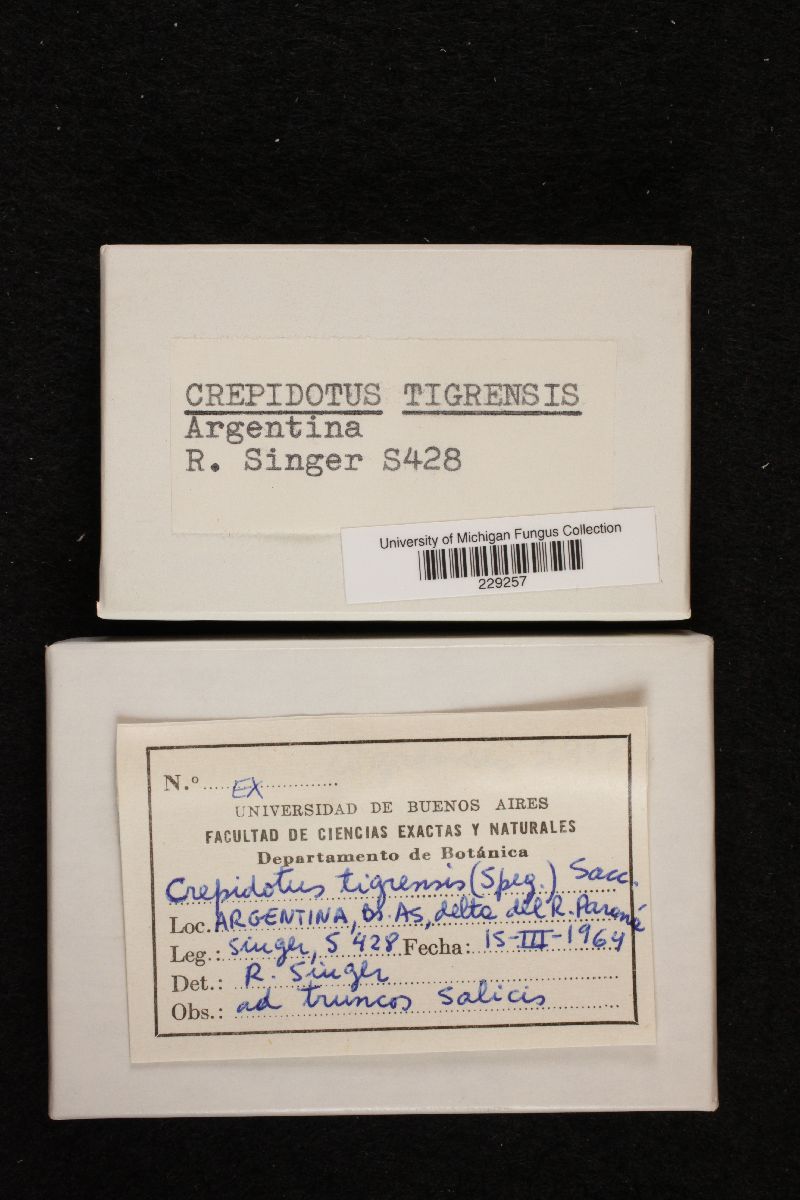 CREPIDOTUS TIGRENSIS
Argentina
R. Singer S428
University of Michigan Fungus Collection
229257
N.º EX
UNIVERSIDAD DE BUENOS AIRES
FACULTAD DE CIENCIAS EXACTAS Y NATURALES
Departamento de Botánica
Crepidotus tigrensis (Speg.) Sacc.
Loc. ARGENTINA, Bs. AS, delta del R. Paraná
Leg.: Singer, S 428 Fecha: 15-III-1964
Det.: R. Singer
Obs.: ad truncos Salicis